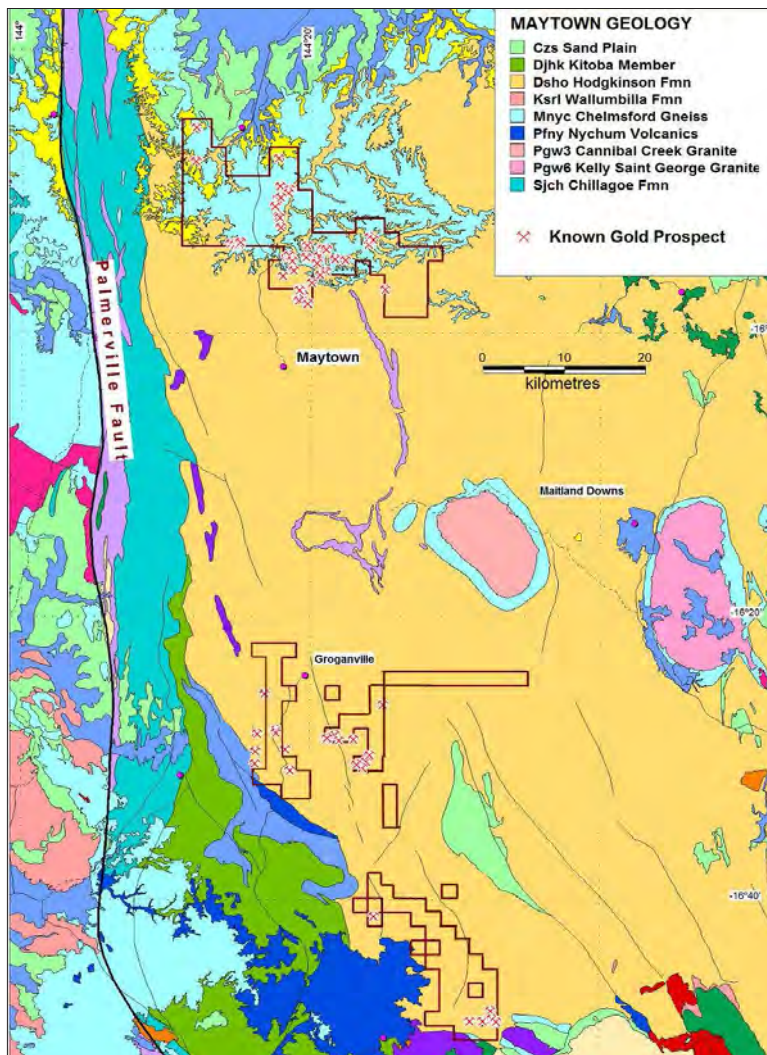 144°
144°20
MAYTOWN GEOLOGY
Czs Sand Plain
Djhk Kitoba Member
Dsho Hodgkinson Fmn
Ksrl Wallumbilla Fmn
Mnyc Chelmsford Gneiss
Pfny Nychum Volcanics
Pgw3 Cannibal Creek Granite
Pgw6 Kelly Saint George Granite
Sjch Chillagoe Fmn
Known Gold Prospect
Palmerville Fault
-16°
Maytown
0 10 20
kilometres
Maitland Downs
-16°20
Groganville
-16°40